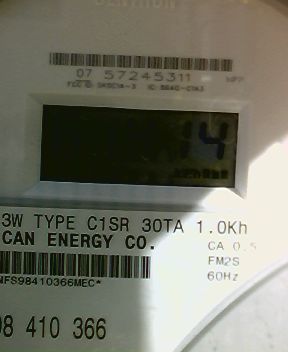 CENTRON
07 57245311
14
3W TYPE C1SR 30TA 1.0Kh
CAN ENERGY CO.
CA 0.5
FM2S
NFS98410366MEC*
60Hz
98 410 366